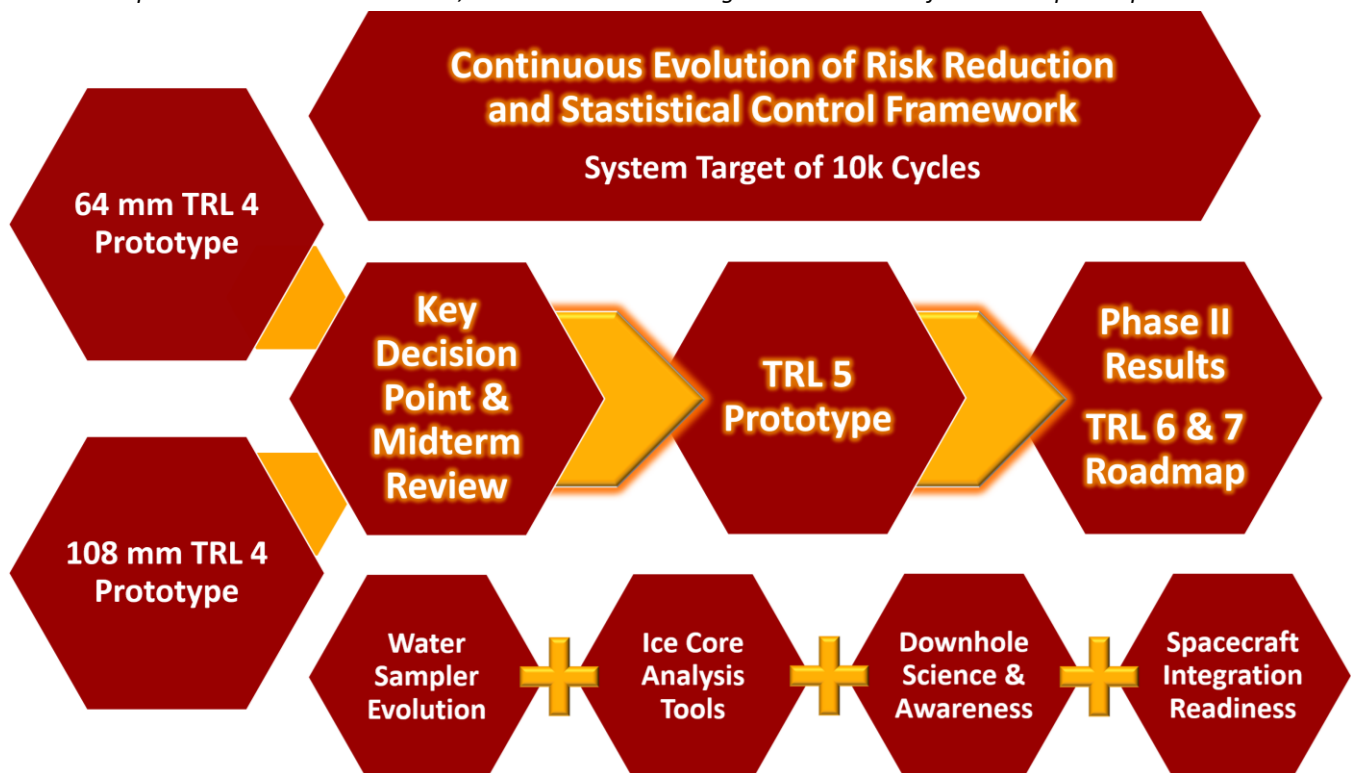 Continuous Evolution of Risk Reduction
and Stastistical Control Framework
System Target of 10k Cycles
64 mm TRL 4
Prototype
108 mm TRL 4
Prototype
Key
Decision
Point &
Midterm
Review
TRL 5
Prototype
Phase II
Results
TRL 6 & 7
Roadmap
Water
Sampler
Evolution
Ice Core
Analysis
Tools
Downhole
Science &
Awareness
Spacecraft
Integration
Readiness